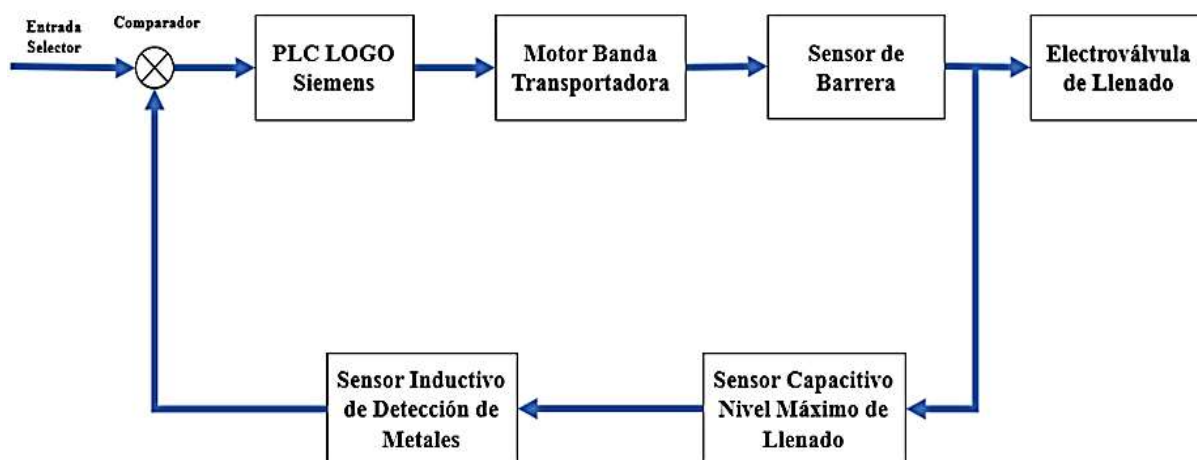 Entrada
Selector
Comparador
PLC LOGO
Siemens
Motor Banda
Transportadora
Sensor de
Barrera
Electroválvula
de Llenado
Sensor Inductivo
de Detección de
Metales
Sensor Capacitivo
Nivel Máximo de
Llenado